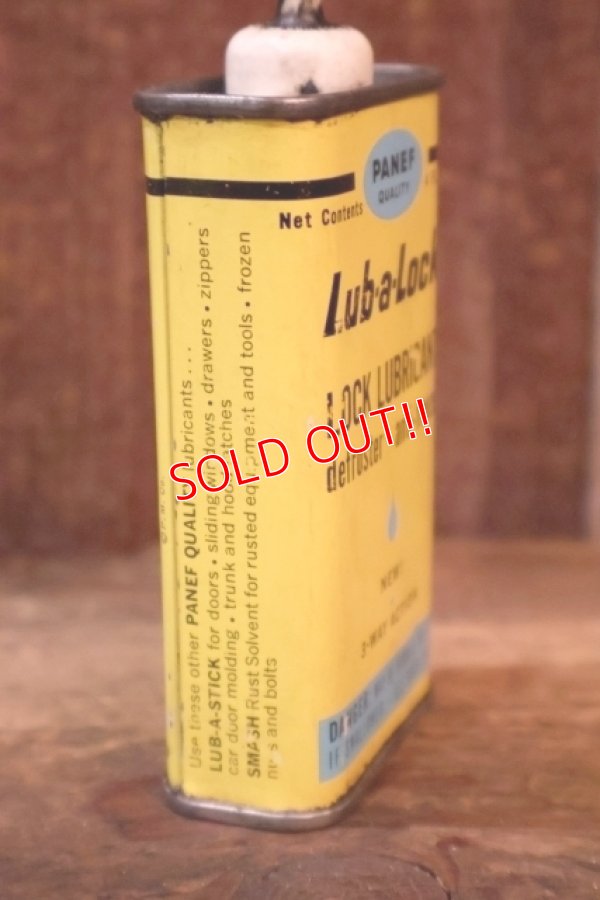 PANEF
QUALITY
Net Contents
Lub-a-Lock
LOCK LUBRICANT
defroster
NEW!
3-WAY ACTION
DANGER
IF
Use these other PANEF QUALITY lubricants . . .
LUB-A-STICK for doors • sliding windows • drawers • zippers
car door molding • trunk and hood latches
SMASH Rust Solvent for rusted equipment and tools • frozen
nuts and bolts
SOLD OUT!!